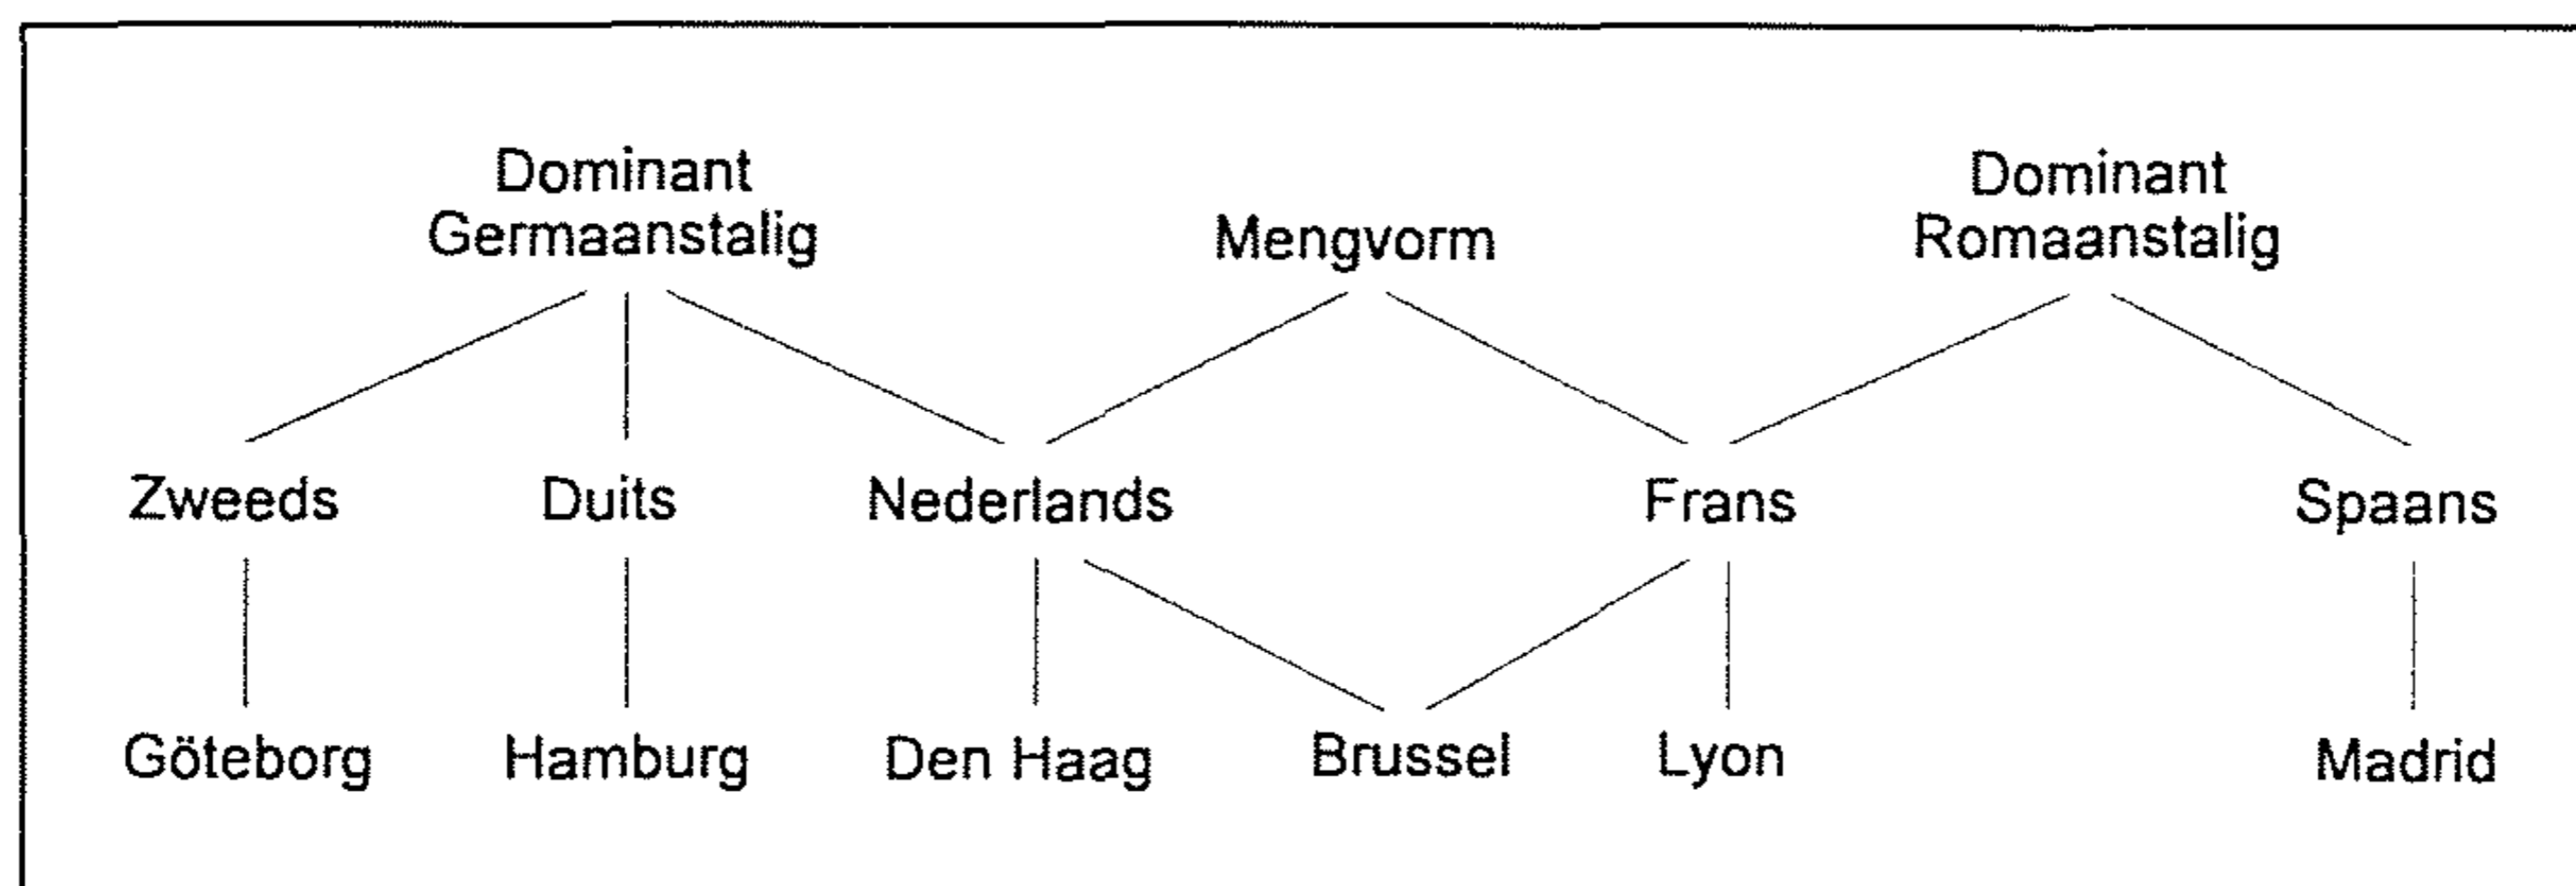 Dominant
Germaanstalig
Mengvorm
Dominant
Romaanstalig
Zweeds
Duits
Nederlands
Frans
Spaans
Göteborg
Hamburg
Den Haag
Brussel
Lyon
Madrid